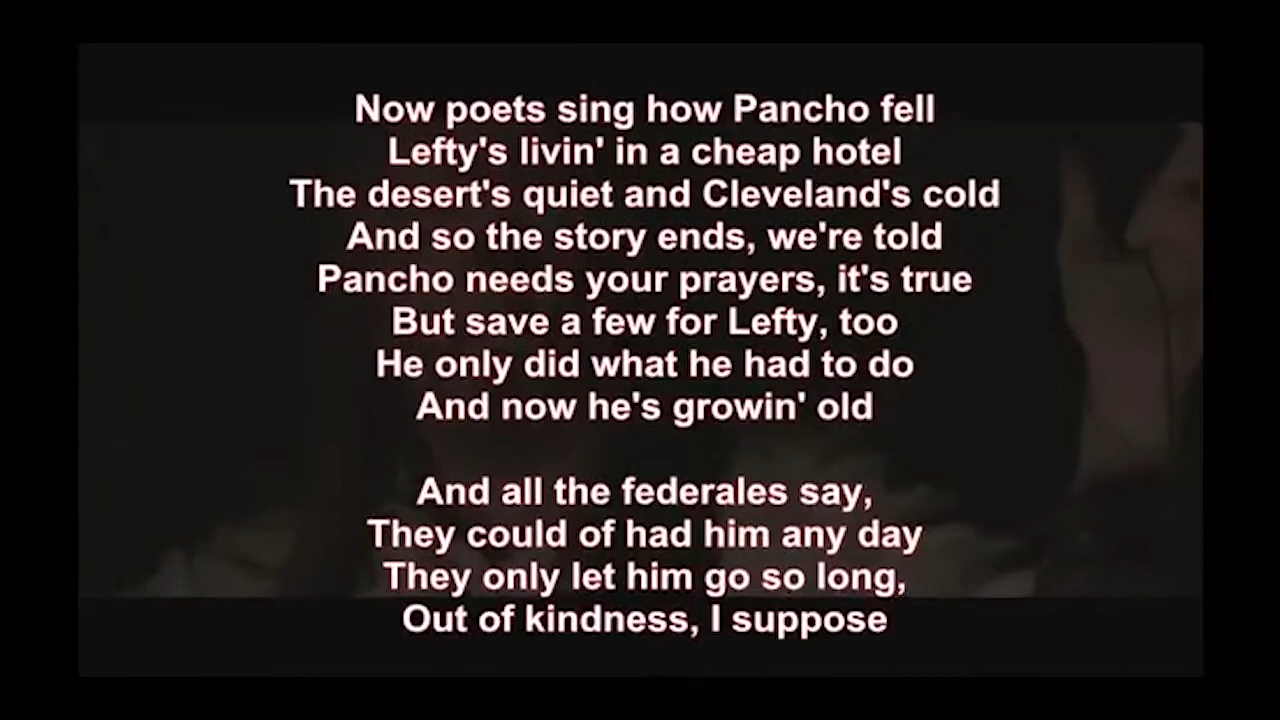 Now poets sing how Pancho fell
Lefty's livin' in a cheap hotel
The desert's quiet and Cleveland's cold
And so the story ends, we're told
Pancho needs your prayers, it's true
But save a few for Lefty, too
He only did what he had to do
And now he's growin' old
And all the federales say,
They could of had him any day
They only let him go so long,
Out of kindness, I suppose